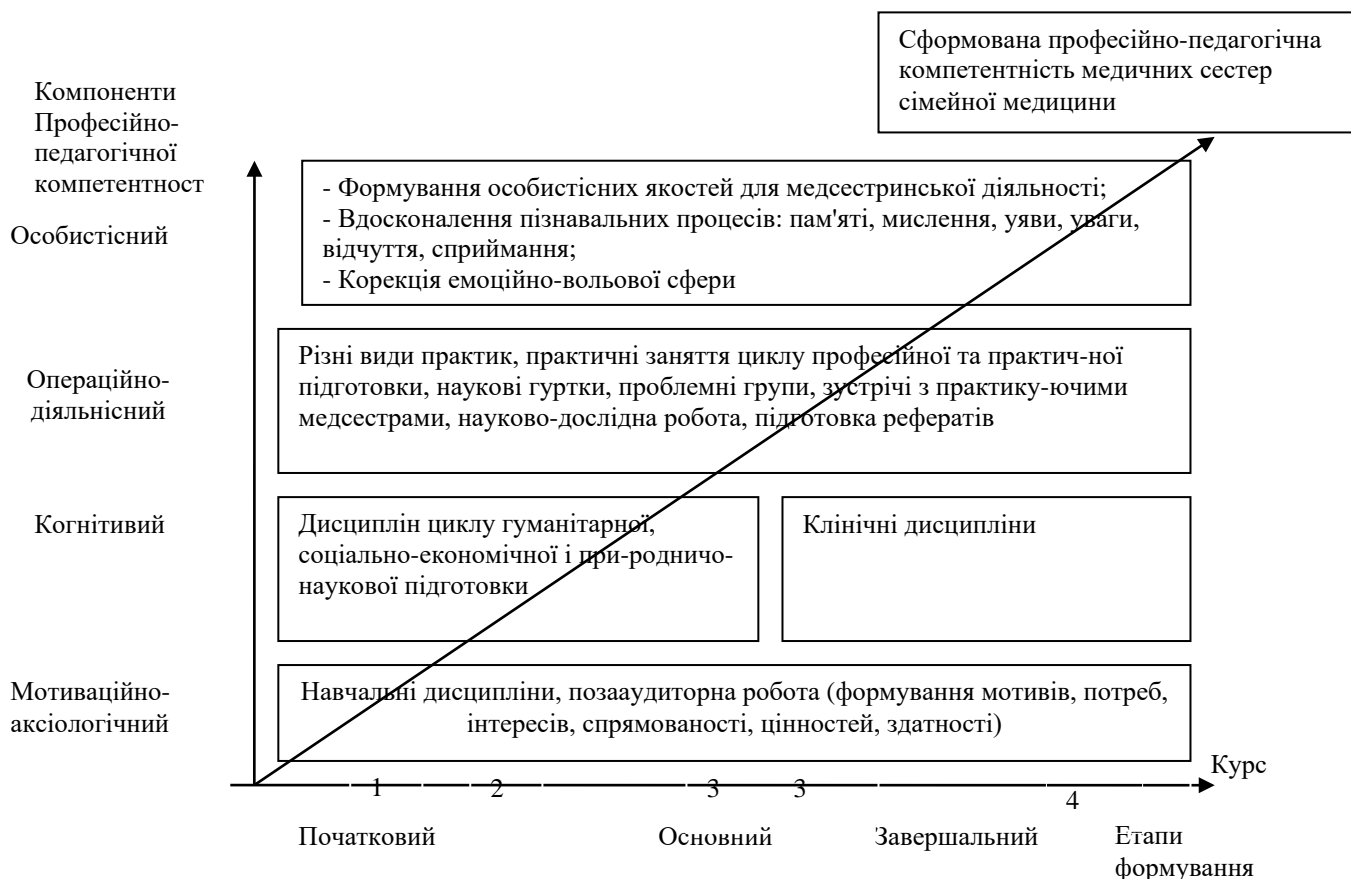 Сформована професійно-педагогічна
компетентність медичних сестер
сімейної медицини
Компоненти
Професійно-
педагогічної
компетентност
Особистісний
- Формування особистісних якостей для медсестринської діяльності;
- Вдосконалення пізнавальних процесів: пам'яті, мислення, уяви, уваги,
відчуття, сприймання;
- Корекція емоційно-вольової сфери
Операційно-
діяльнісний
Різні види практик, практичні заняття циклу професійної та практич-ної
підготовки, наукові гуртки, проблемні групи, зустрічі з практику-ючими
медсестрами, науково-дослідна робота, підготовка рефератів
Когнітивий
Дисциплін циклу гуманітарної,
соціально-економічної і при-родничо-
наукової підготовки
Клінічні дисципліни
Мотиваційно-
аксіологічний
Навчальні дисципліни, позааудиторна робота (формування мотивів, потреб,
інтересів, спрямованості, цінностей, здатності)
Курс
1 2 3 3 4
Початковий Основний Завершальний Етапи
формування